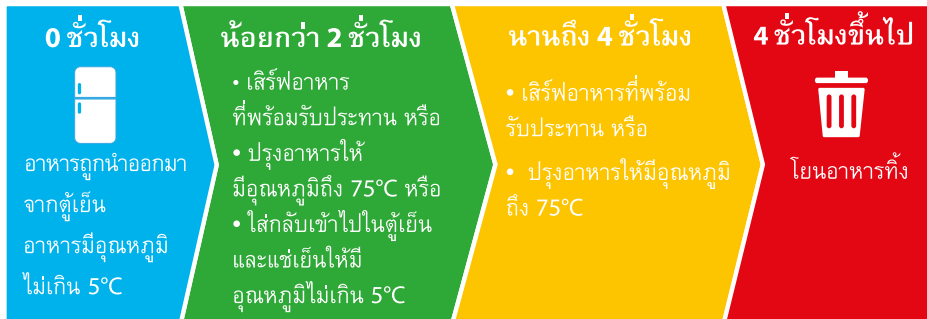 0 ชั่วโมง
อาหารถูกนำออกมา
จากตู้เย็น
อาหารมีอุณหภูมิ
ไม่เกิน 5°C
น้อยกว่า 2 ชั่วโมง
• เสิร์ฟอาหาร
ที่พร้อมรับประทาน หรือ
• ปรุงอาหารให้
มีอุณหภูมิถึง 75°C หรือ
• ใส่กลับเข้าไปในตู้เย็น
และแช่เย็นให้มี
อุณหภูมิไม่เกิน 5°C
นานถึง 4 ชั่วโมง
• เสิร์ฟอาหารที่พร้อม
รับประทาน หรือ
• ปรุงอาหารให้มีอุณหภูมิ
ถึง 75°C
4 ชั่วโมงขึ้นไป
โยนอาหารทิ้ง